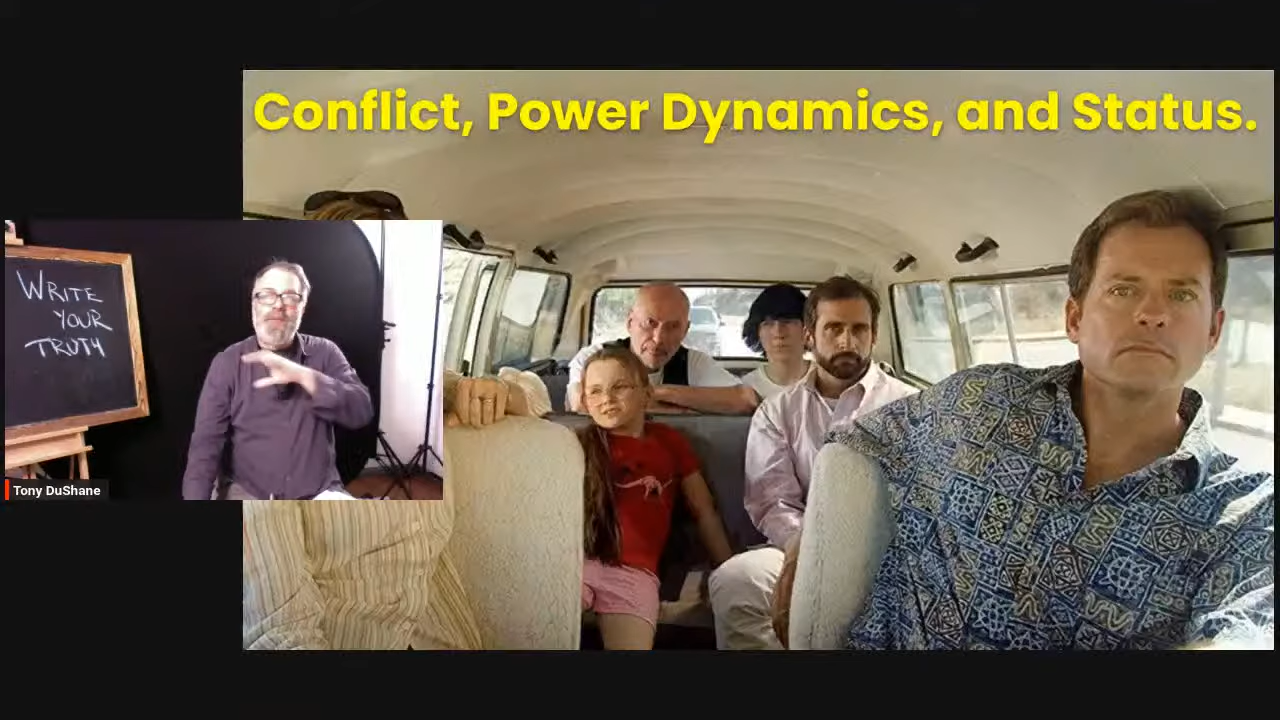 Conflict, Power Dynamics, and Status.
WRITE
YOUR
TRUTH
Tony DuShane